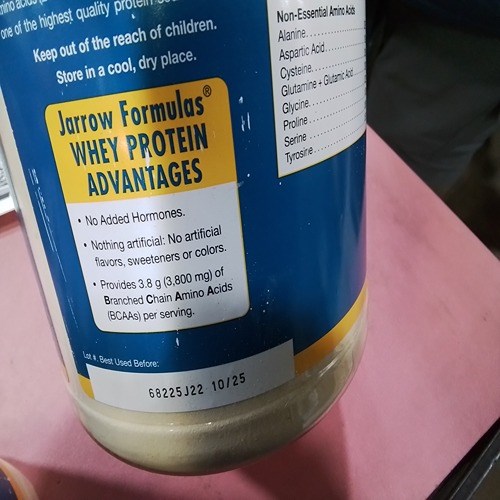 one of the highest quality protein
Keep out of the reach of children.
Store in a cool, dry place.
Jarrow Formulas®
WHEY PROTEIN
ADVANTAGES
• No Added Hormones.
• Nothing artificial: No artificial
flavors, sweeteners or colors.
• Provides 3.8 g (3,800 mg) of
Branched Chain Amino Acids
(BCAAs) per serving.
Lot #, Best Used Before:
68225J22 10/25
Non-Essential Amino Acids
Alanine
Aspartic Acid
Cysteine
Glutamine + Glutamic Acid
Glycine
Proline
Serine
Tyrosine